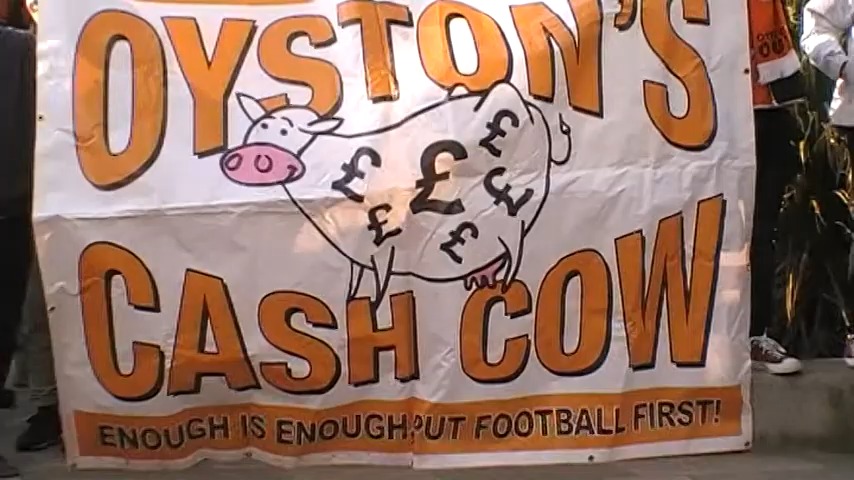 OYSTON'S
£ £ £ £ £ £
CASH COW
ENOUGH IS ENOUGH, PUT FOOTBALL FIRST!